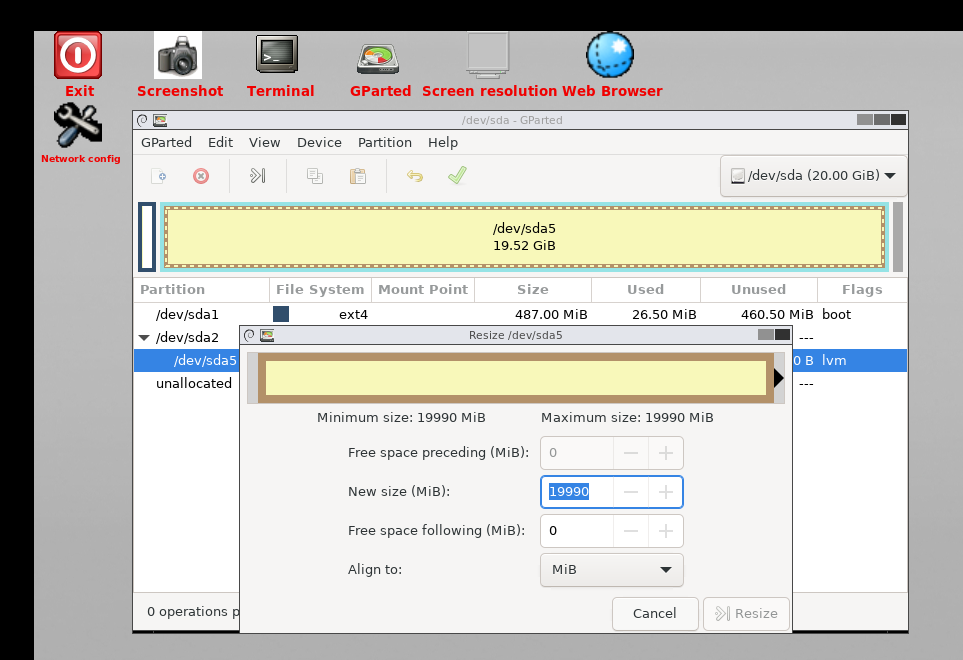 Exit
Screenshot
Terminal
GParted
Screen resolution
Web Browser
Network config
/dev/sda - GParted
GParted Edit View Device Partition Help
/dev/sda (20.00 GiB)
/dev/sda5
19.52 GiB
Partition File System Mount Point Size Used Unused Flags
/dev/sda1 ext4 487.00 MiB 26.50 MiB 460.50 MiB boot
/dev/sda2 ---
/dev/sda5 0 B lvm
unallocated ---
Resize /dev/sda5
Minimum size: 19990 MiB Maximum size: 19990 MiB
Free space preceding (MiB): 0
New size (MiB): 19990
Free space following (MiB): 0
Align to: MiB
Cancel Resize
0 operations p